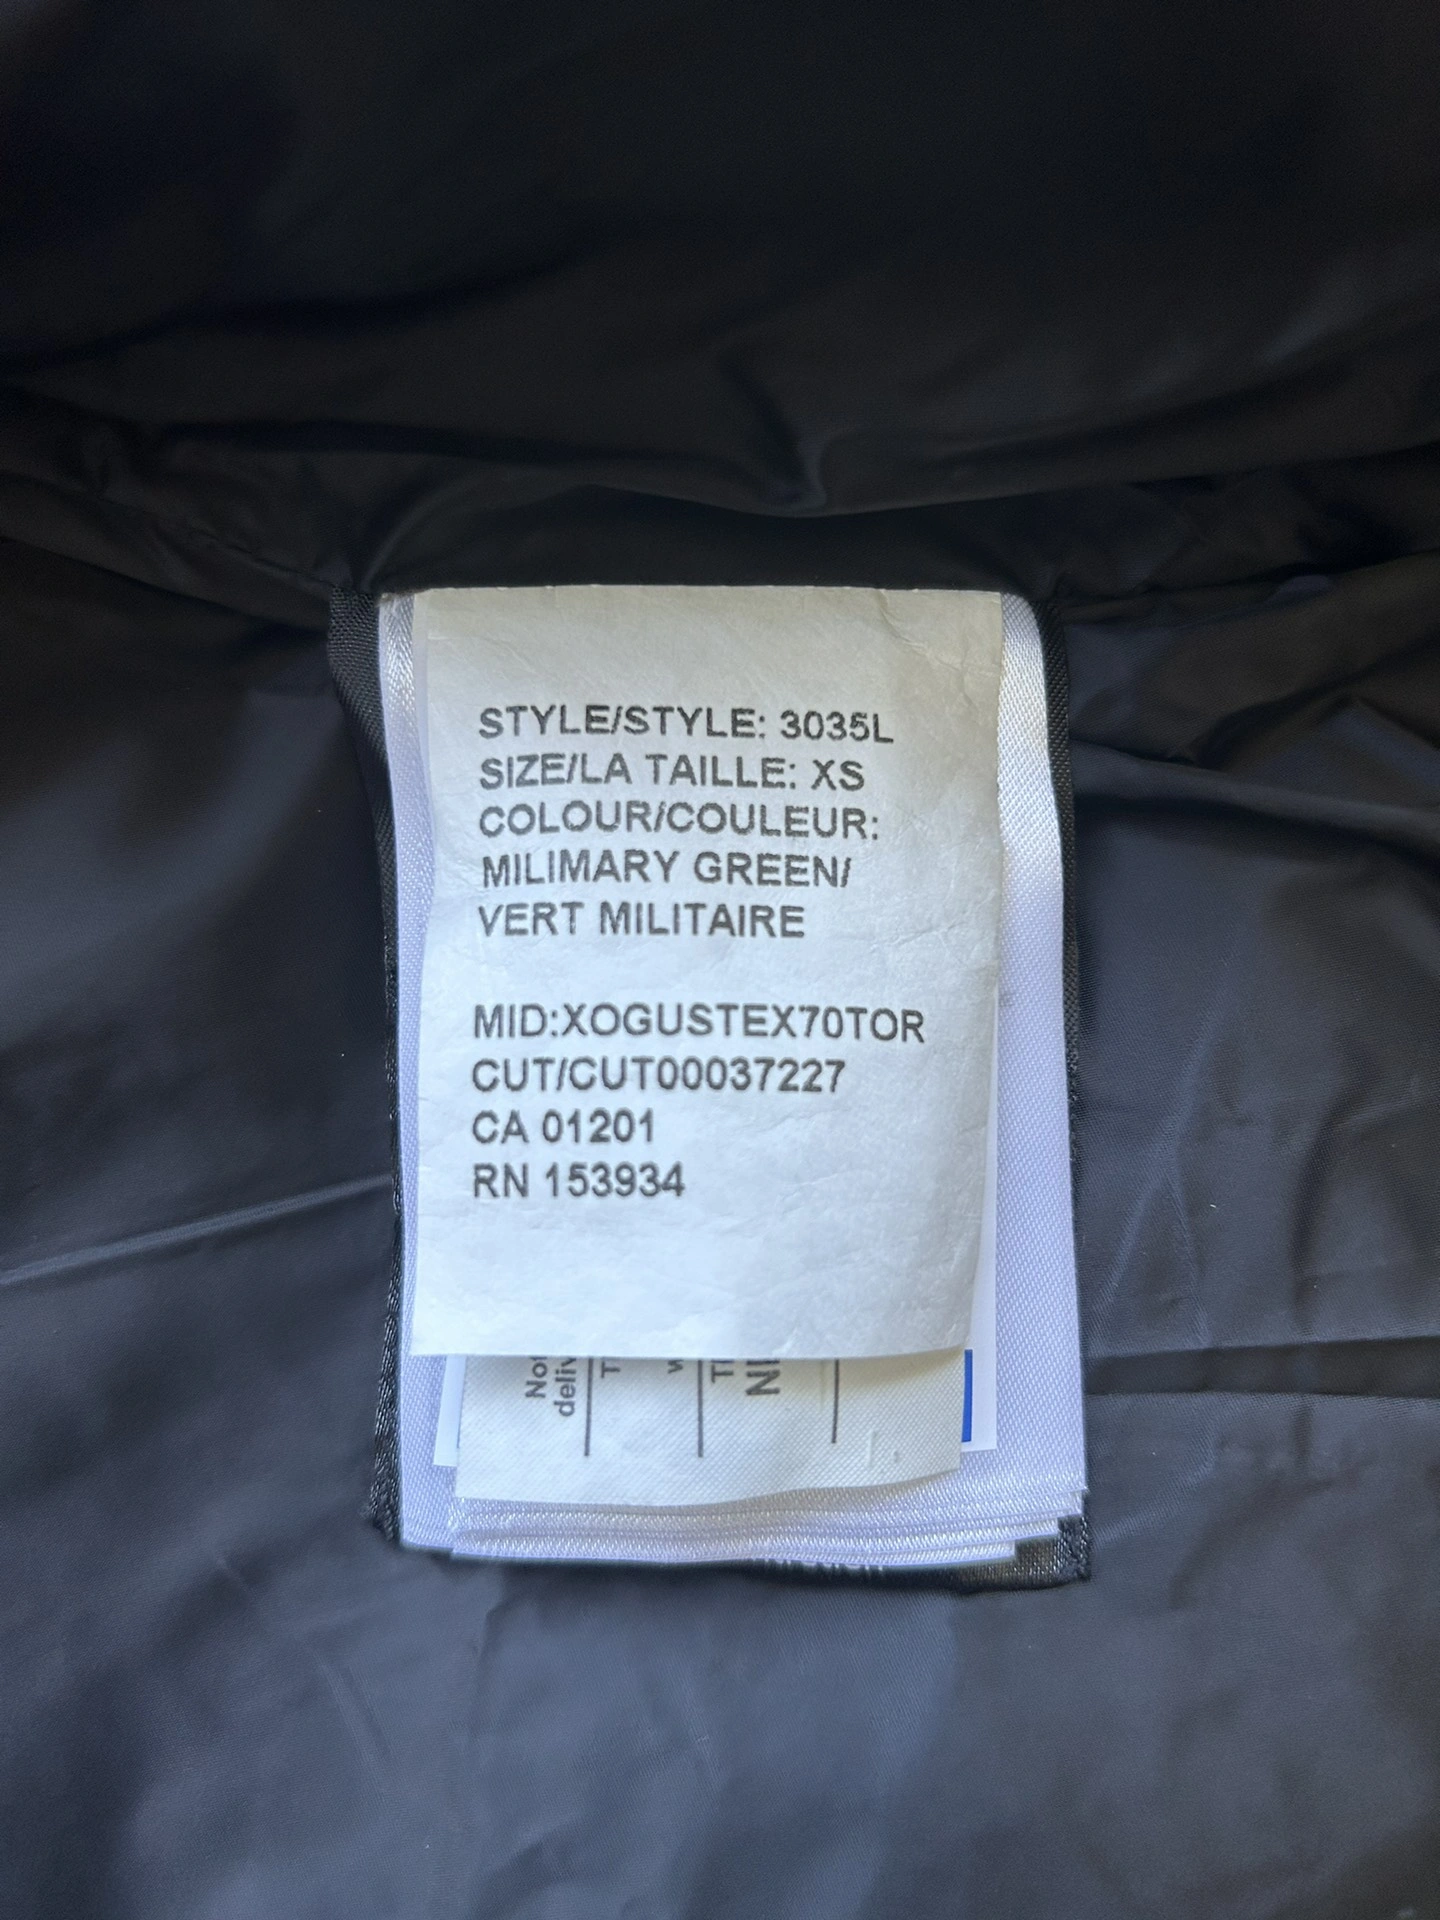 STYLE/STYLE: 3035L
SIZE/LA TAILLE: XS
COLOUR/COULEUR:
MILIMARY GREEN/
VERT MILITAIRE
MID:XOGUSTEX70TOR
CUT/CUT00037227
CA 01201
RN 153934